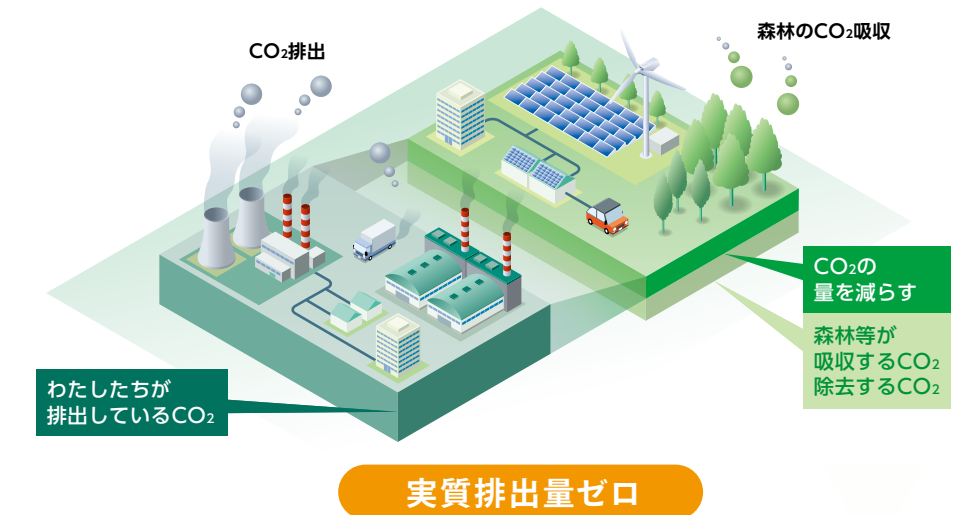 CO₂排出
森林のCO₂吸収
CO₂の
量を減らす
森林等が
吸収するCO₂
除去するCO₂
わたしたちが
排出しているCO₂
実質排出量ゼロ